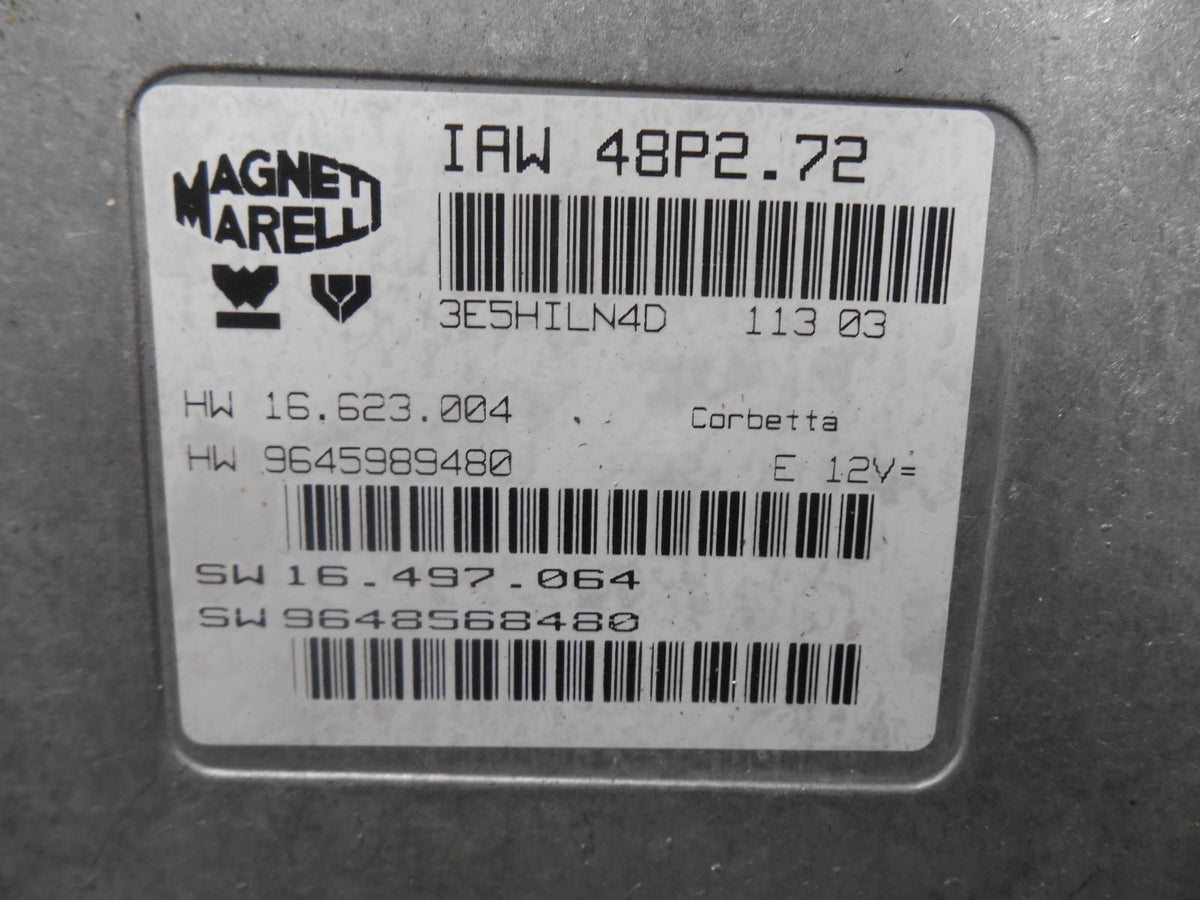 MAGNETI
MARELLI
IAW 48P2.72
3E5HILN4D 113 03
HW 16.623.004 Corbetta
HW 9645989480 E 12V=
SW 16.497.064
SW 9648568480